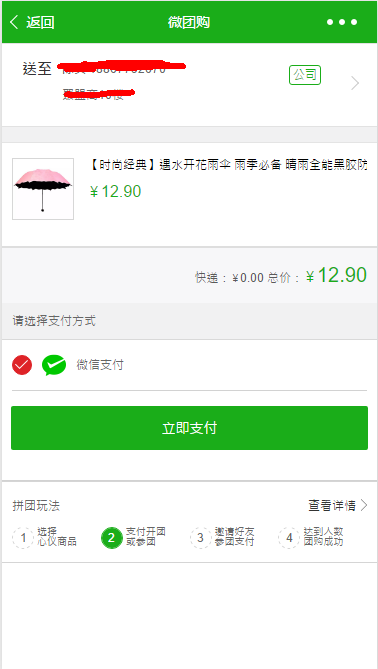 返回
微团购
送至
公司
【时尚经典】遇水开花雨伞 雨季必备 晴雨全能黑胶防
¥12.90
快递：¥0.00 总价：¥12.90
请选择支付方式
微信支付
立即支付
拼团玩法
查看详情
1 选择
心仪商品
2 支付开团
或参团
3 邀请好友
参团支付
4 达到人数
团购成功